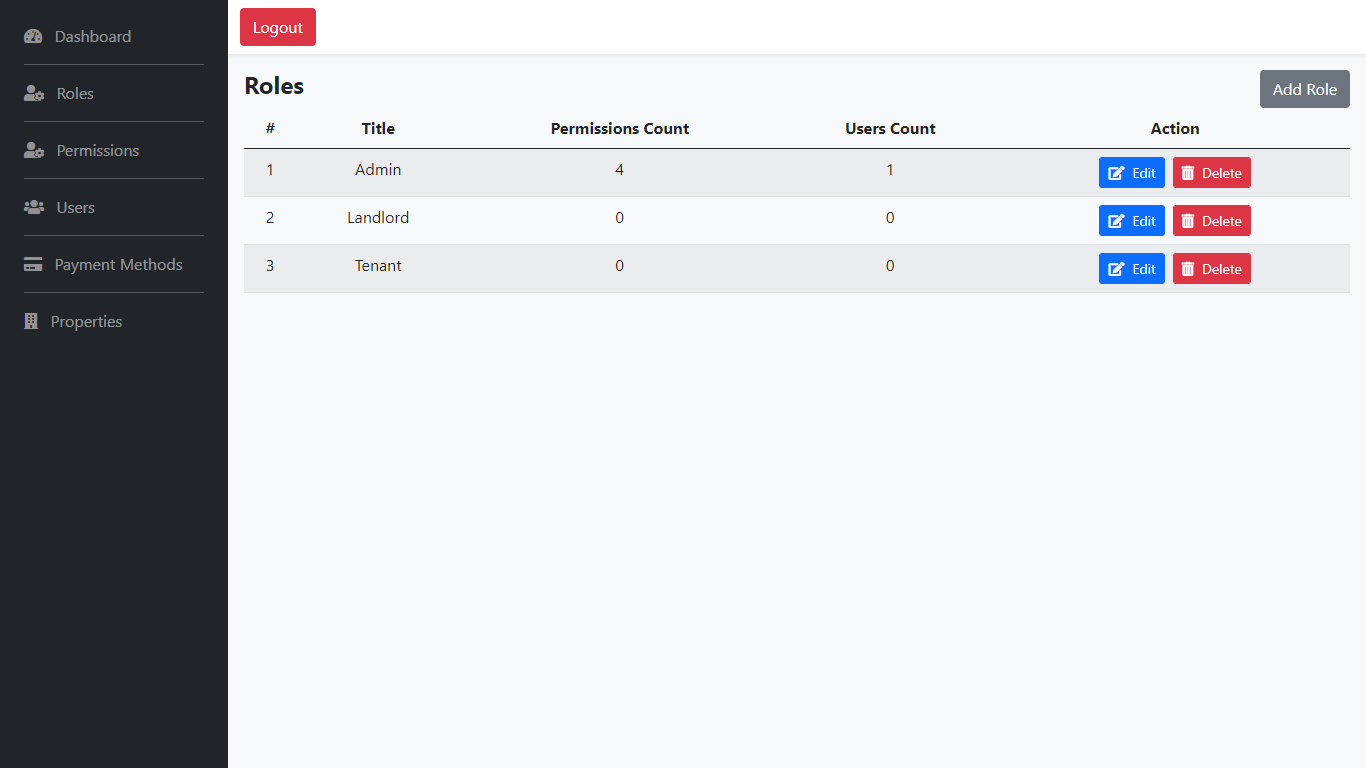 Dashboard
Roles
Permissions
Users
Payment Methods
Properties
Logout
Roles
Add Role
# Title Permissions Count Users Count Action
1 Admin 4 1 Edit Delete
2 Landlord 0 0 Edit Delete
3 Tenant 0 0 Edit Delete